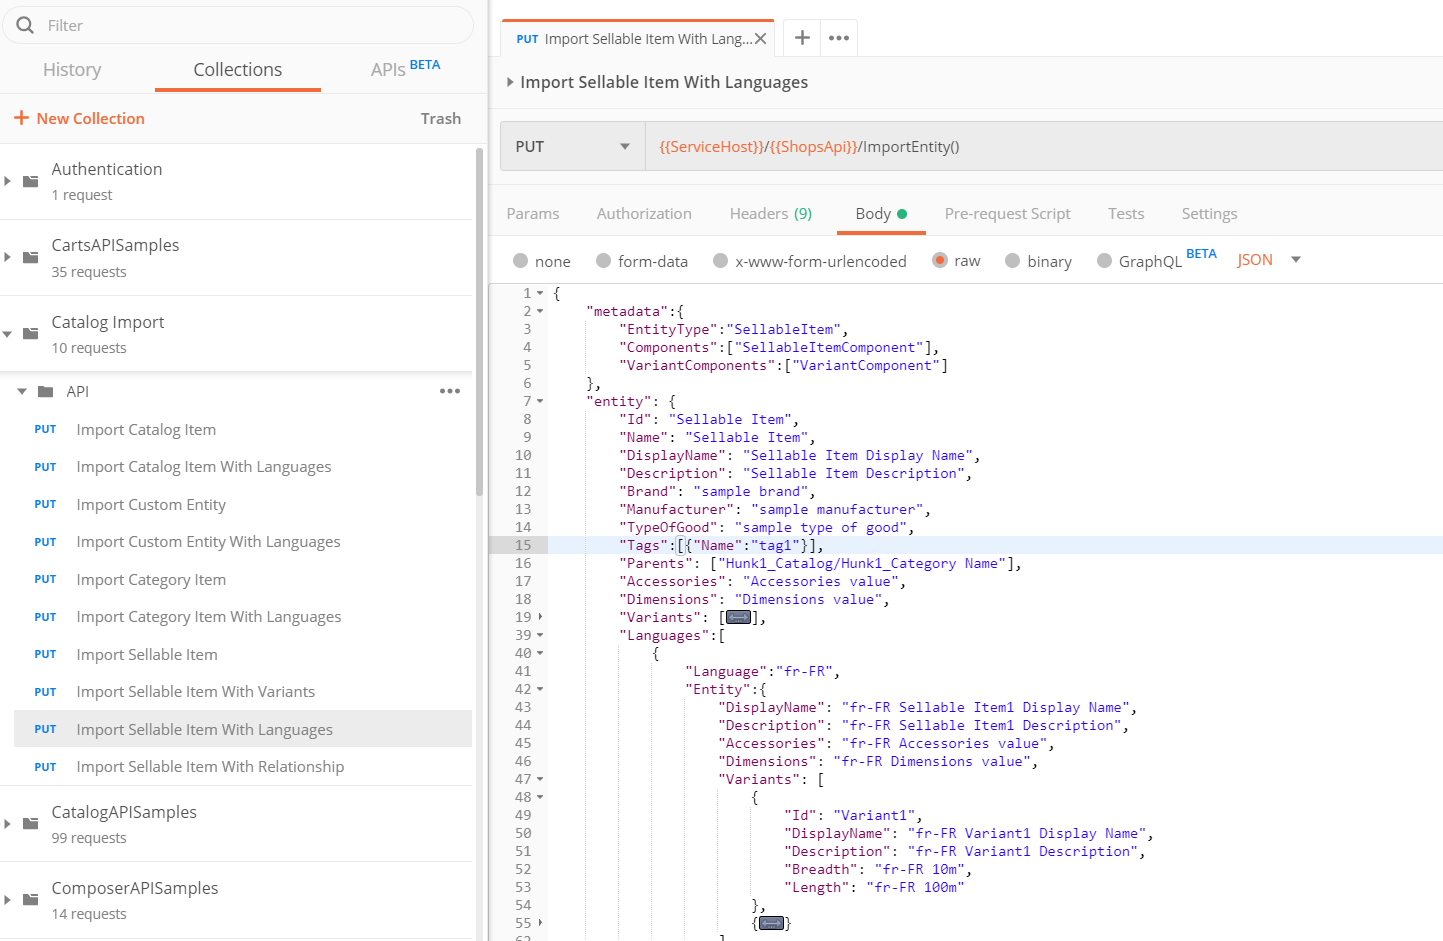 Filter
History Collections APIs BETA
+ New Collection Trash
Authentication
1 request
CartsAPISamples
35 requests
Catalog Import
10 requests
API
PUT Import Catalog Item
PUT Import Catalog Item With Languages
PUT Import Custom Entity
PUT Import Custom Entity With Languages
PUT Import Category Item
PUT Import Category Item With Languages
PUT Import Sellable Item
PUT Import Sellable Item With Variants
PUT Import Sellable Item With Languages
PUT Import Sellable Item With Relationship
CatalogAPISamples
99 requests
ComposerAPISamples
14 requests
PUT Import Sellable Item With Lang...
Import Sellable Item With Languages
PUT {{ServiceHost}}/{{ShopsApi}}/ImportEntity()
Params Authorization Headers (9) Body Pre-request Script Tests Settings
none form-data x-www-form-urlencoded raw binary GraphQL BETA JSON
1 {
2 "metadata":{
3 "EntityType":"SellableItem",
4 "Components":["SellableItemComponent"],
5 "VariantComponents":["VariantComponent"]
6 },
7 "entity": {
8 "Id": "Sellable Item",
9 "Name": "Sellable Item",
10 "DisplayName": "Sellable Item Display Name",
11 "Description": "Sellable Item Description",
12 "Brand": "sample brand",
13 "Manufacturer": "sample manufacturer",
14 "TypeOfGood": "sample type of good",
15 "Tags":[{"Name":"tag1"}],
16 "Parents": ["Hunk1_Catalog/Hunk1_Category Name"],
17 "Accessories": "Accessories value",
18 "Dimensions": "Dimensions value",
19 "Variants": [],
39 "Languages":[
40 {
41 "Language":"fr-FR",
42 "Entity":{
43 "DisplayName": "fr-FR Sellable Item1 Display Name",
44 "Description": "fr-FR Sellable Item1 Description",
45 "Accessories": "fr-FR Accessories value",
46 "Dimensions": "fr-FR Dimensions value",
47 "Variants": [
48 {
49 "Id": "Variant1",
50 "DisplayName": "fr-FR Variant1 Display Name",
51 "Description": "fr-FR Variant1 Description",
52 "Breadth": "fr-FR 10m",
53 "Length": "fr-FR 100m"
54 },
55 {}
62 ]